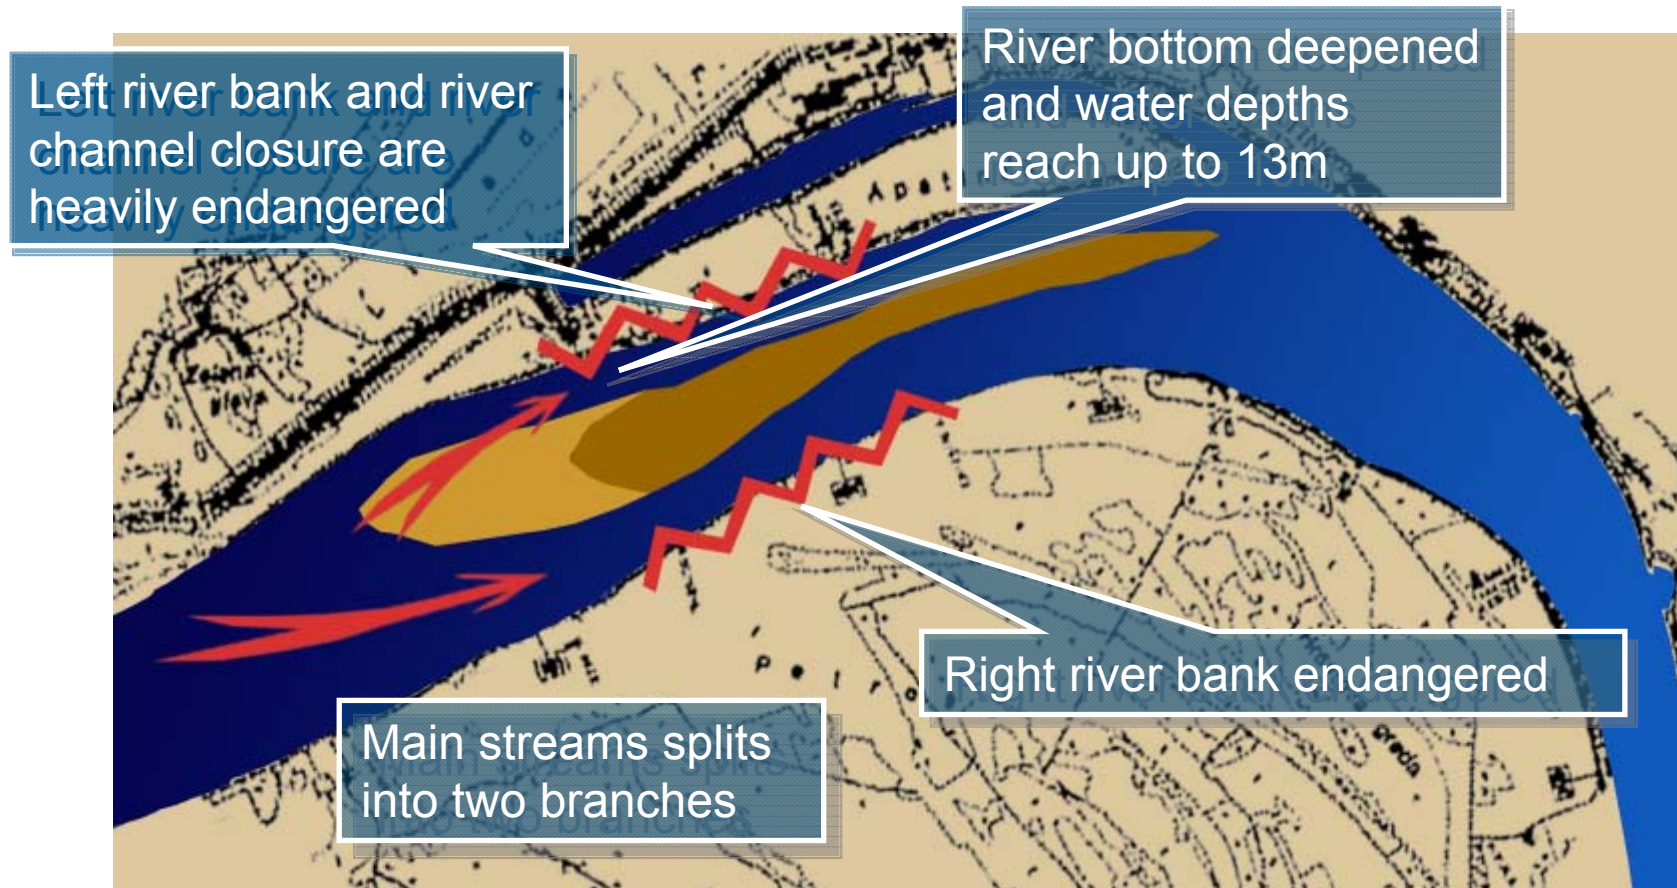 Left river bank and river
channel closure are
heavily endangered
River bottom deepened
and water depths
reach up to 13m
Right river bank endangered
Main streams splits
into two branches
greda